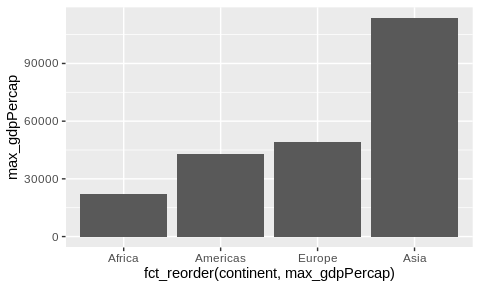 max_gdpPercap
90000
60000
30000
0
Africa Americas Europe Asia
fct_reorder(continent, max_gdpPercap)